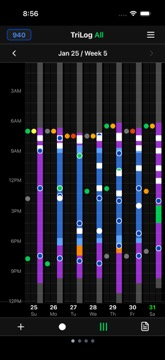 8:56
940
TriLog All
Jan 25 / Week 5
3AM
6AM
9AM
12PM
3PM
6PM
9PM
12PM
25 26 27 28 29 30 31
Su Mo Tu We Th Fr Sa